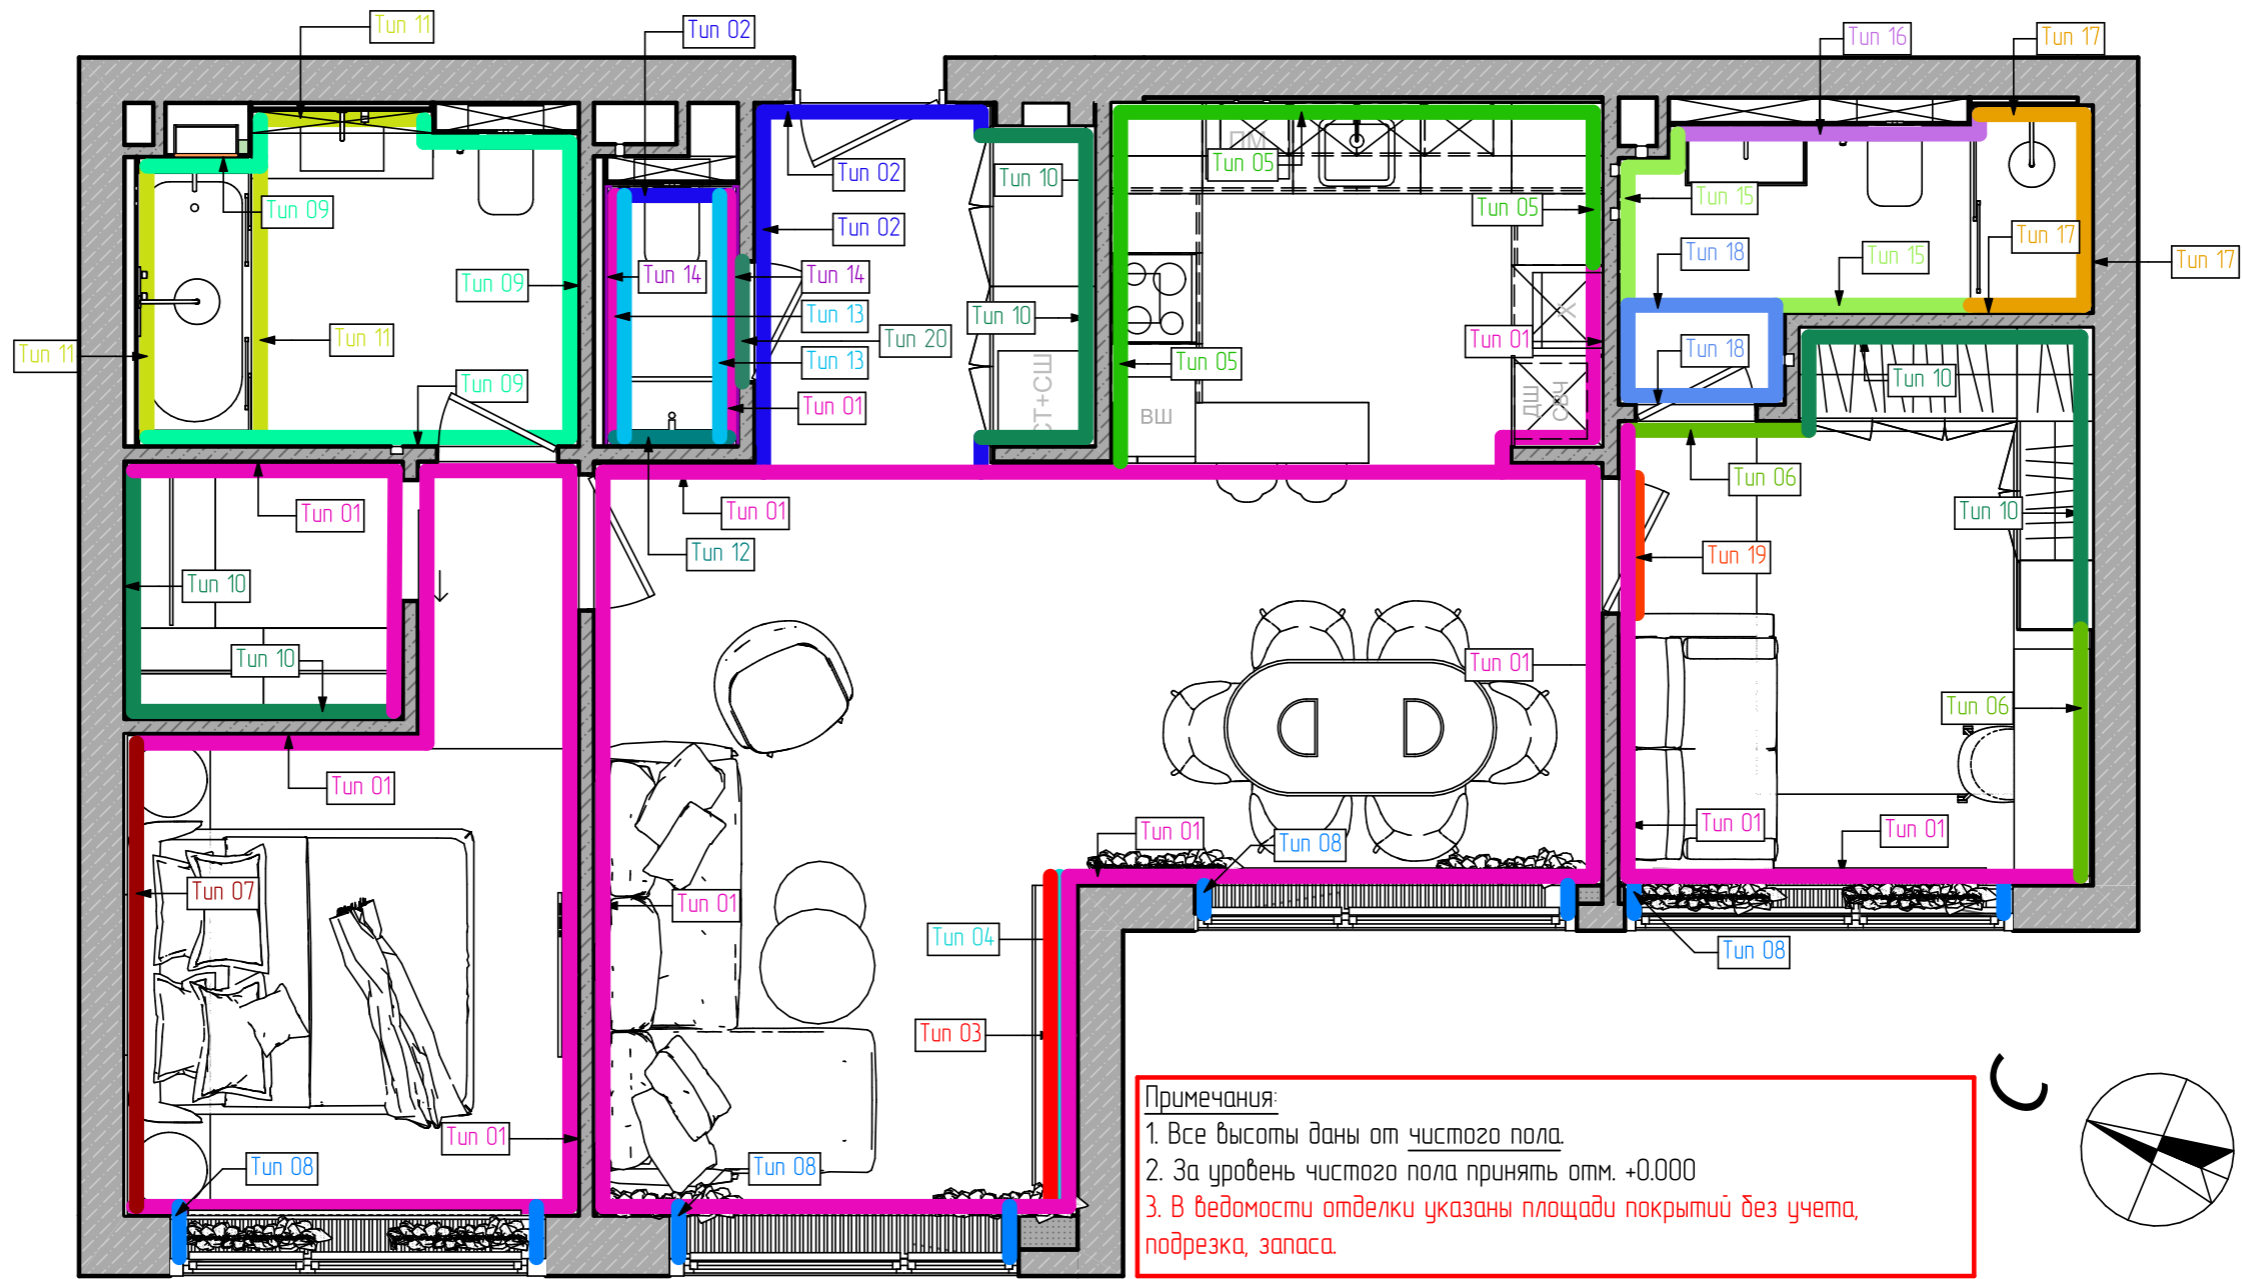 Тип 11
Тип 02
Тип 16
Тип 17
ПМ
Тип 05
Тип 02
Тип 10
Тип 09
Тип 15
Тип 05
Тип 02
Тип 17
Тип 18
Тип 15
Тип 17
Тип 14
Тип 14
Тип 09
Тип 13
Тип 10
Х
Тип 20
Тип 01
Тип 11
Тип 11
Тип 13
Тип 05
Тип 18
Тип 09
Тип 10
СТ+СШ
ДШ
СВЧ
Тип 01
ВШ
Тип 06
Тип 01
Тип 01
Тип 10
Тип 12
Тип 19
Тип 10
Тип 10
Тип 01
Тип 06
Тип 01
Тип 01
Тип 08
Тип 01
Тип 01
Тип 07
Тип 01
Тип 04
Тип 08
Тип 03
Тип 01
Тип 08
Тип 08
С
Примечания:
1. Все высоты даны от чистого пола.
2. За уровень чистого пола принять отм. +0.000
3. В ведомости отделки указаны площади покрытий без учета,
подрезка, запаса.